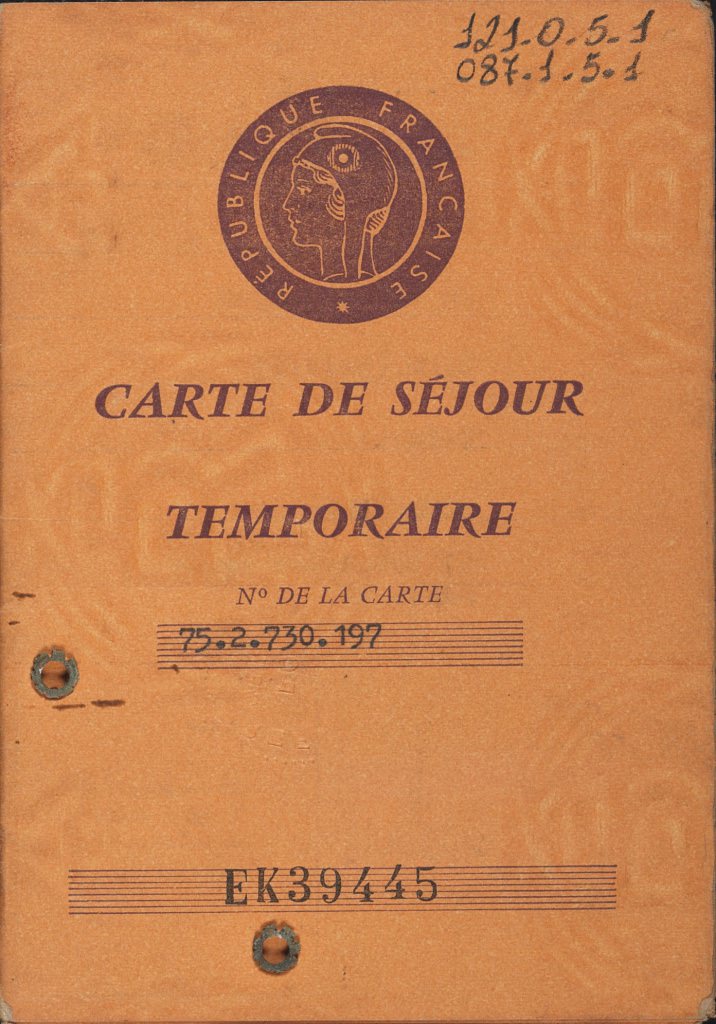 121.0.5.1
087.1.5.1
RÉPUBLIQUE FRANÇAISE
CARTE DE SÉJOUR
TEMPORAIRE
Nº DE LA CARTE
75.2.730.197
EK39445